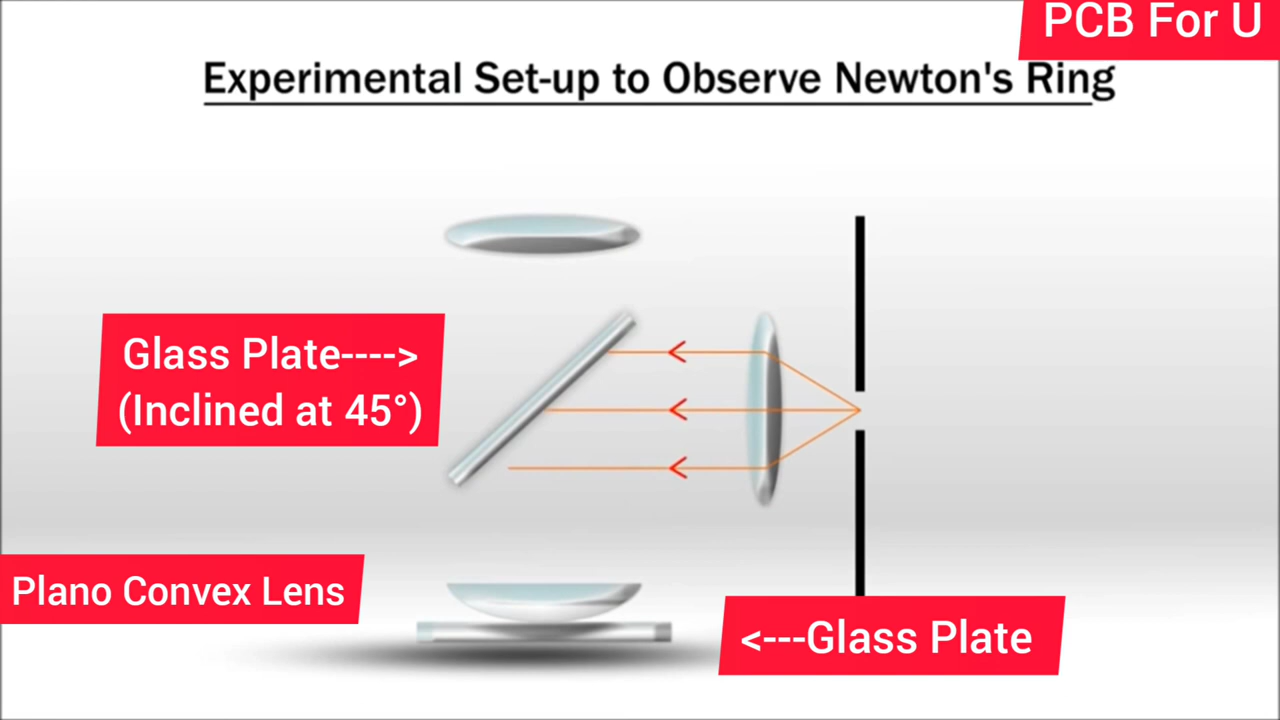 PCB For U
Experimental Set-up to Observe Newton's Ring
Glass Plate---->
(Inclined at 45°)
Plano Convex Lens
<---Glass Plate